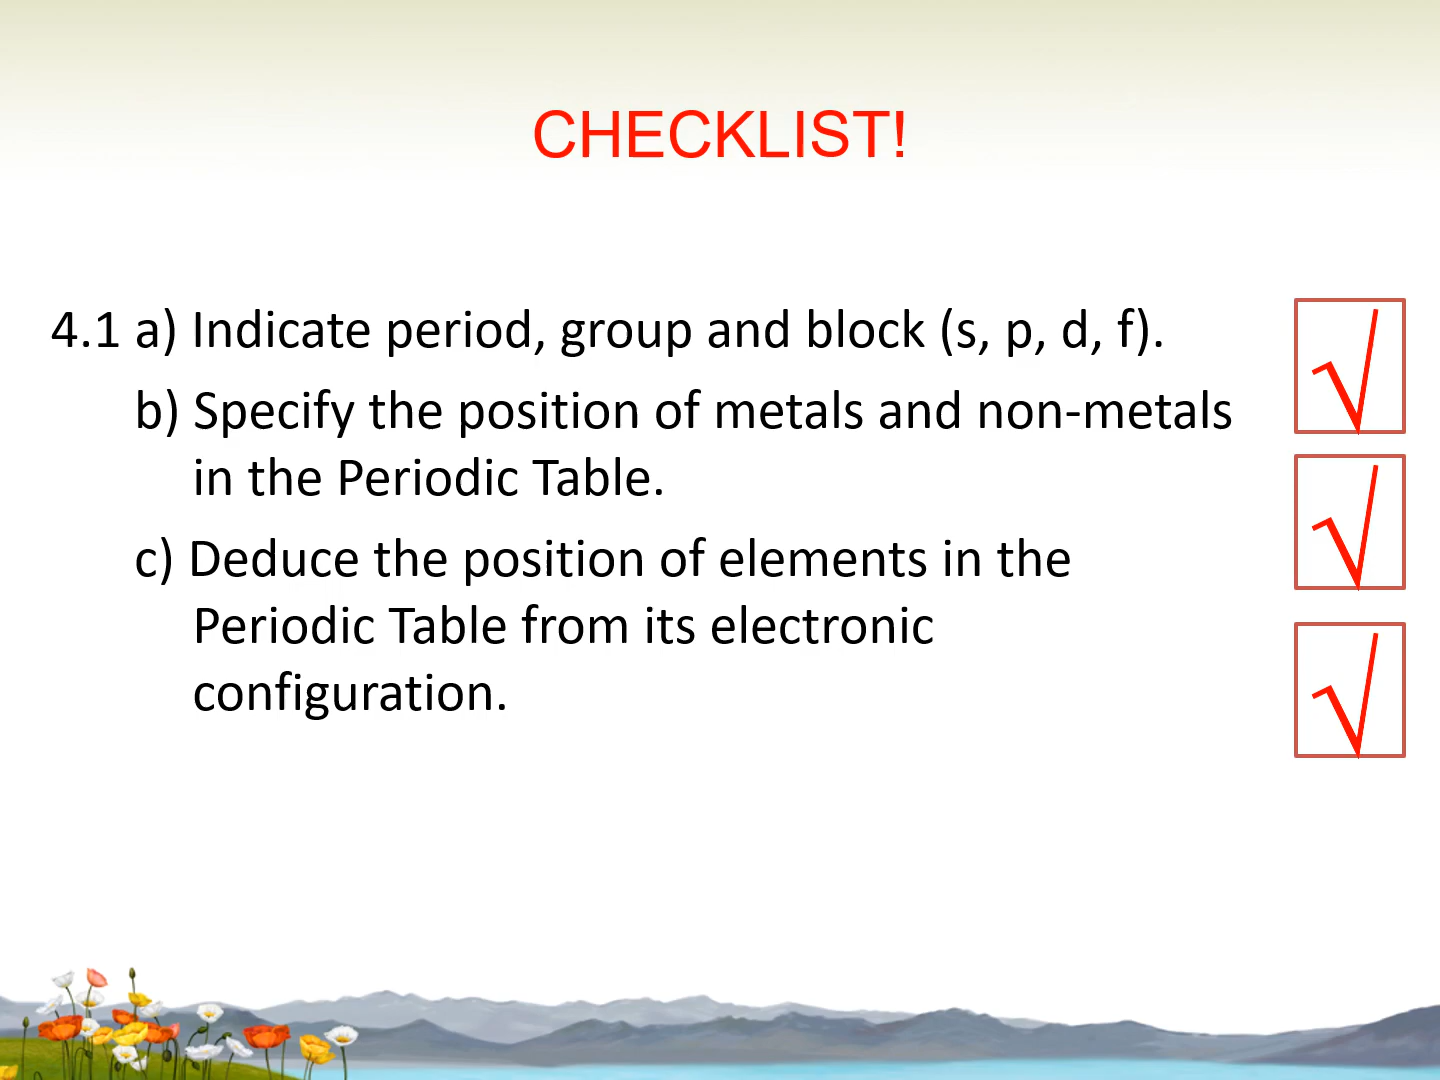 CHECKLIST!
4.1 a) Indicate period, group and block (s, p, d, f).
√
b) Specify the position of metals and non-metals
in the Periodic Table.
√
c) Deduce the position of elements in the
Periodic Table from its electronic
configuration.
√